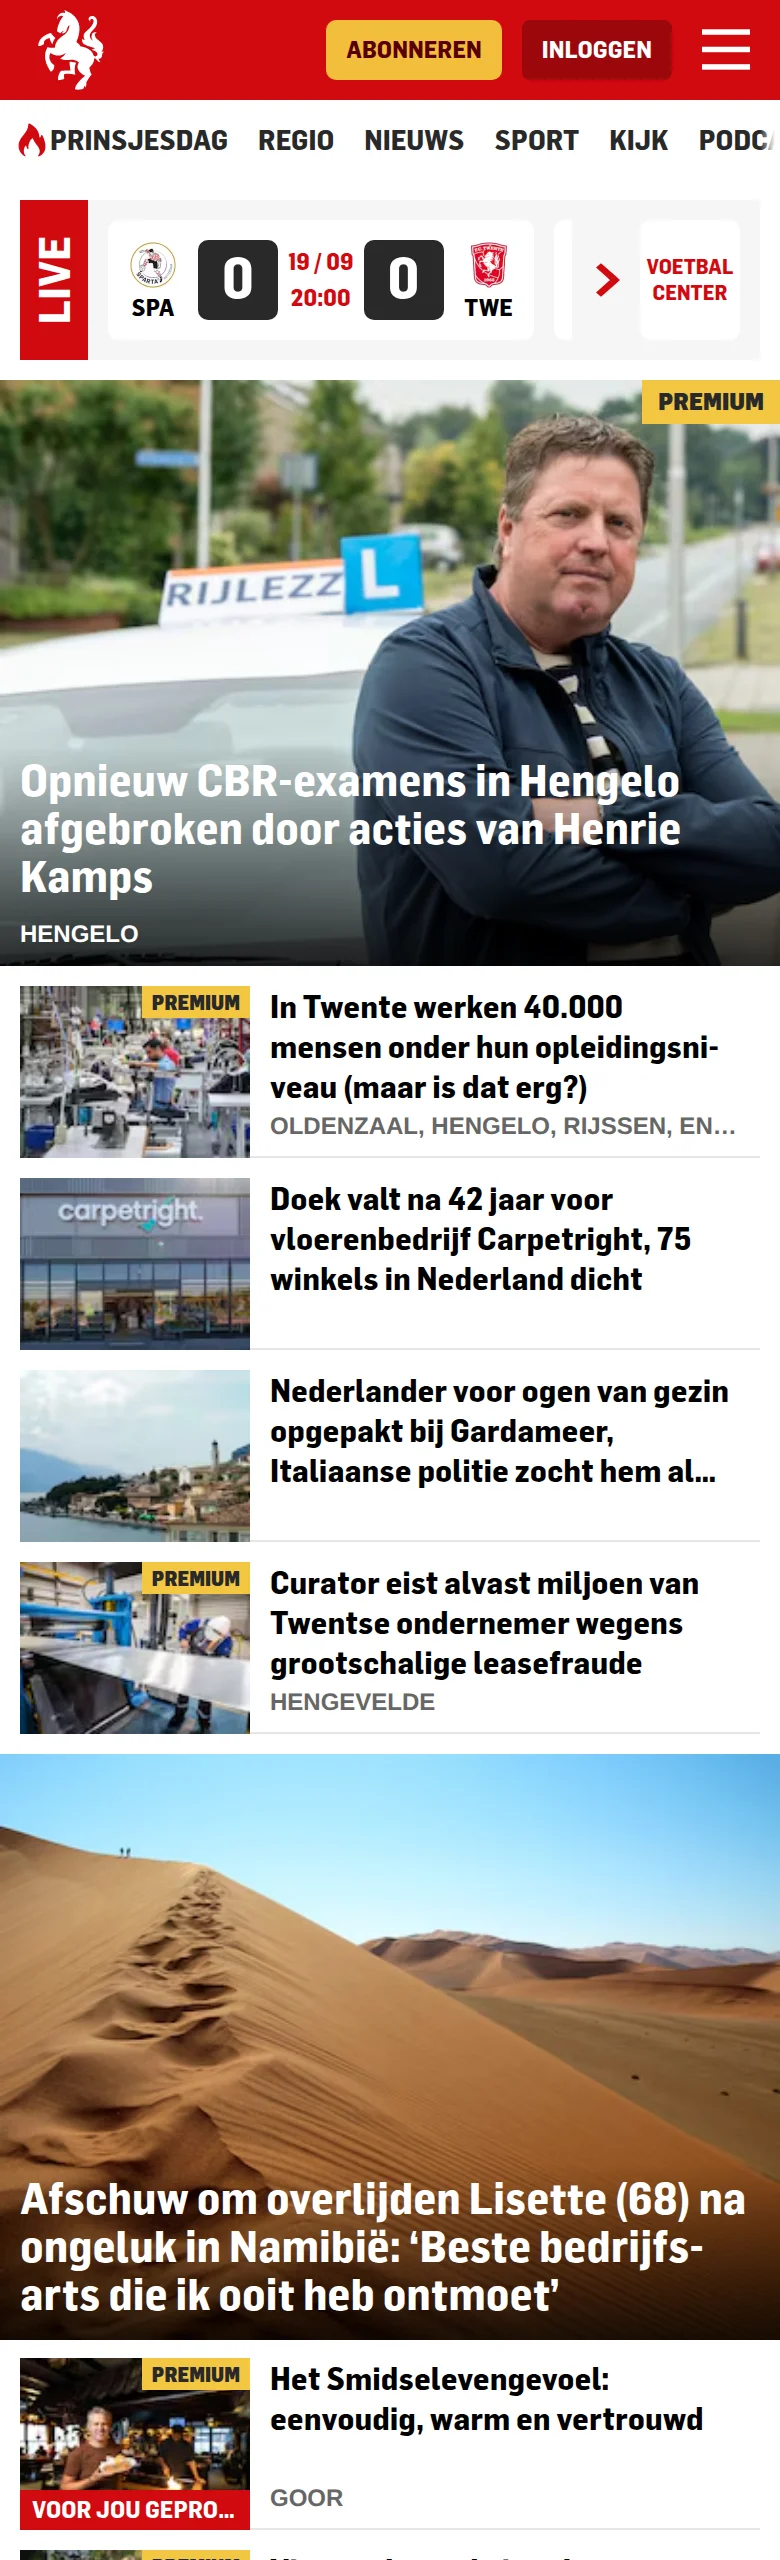 ABONNEREN
INLOGGEN
PRINSJESDAG REGIO NIEUWS SPORT KIJK
LIVE
SPA
0
19 / 09
20:00
0
TWE
VOETBAL
CENTER
PREMIUM
RIJLEZZ L
Opnieuw CBR-examens in Hengelo
afgebroken door acties van Henrie
Kamps
HENGELO
PREMIUM
In Twente werken 40.000
mensen onder hun opleidingsni-
veau (maar is dat erg?)
OLDENZAAL, HENGELO, RIJSSEN, EN...
carpetright.
Doek valt na 42 jaar voor
vloerenbedrijf Carpetright, 75
winkels in Nederland dicht
Nederlander voor ogen van gezin
opgepakt bij Gardameer,
Italiaanse politie zocht hem al...
PREMIUM
Curator eist alvast miljoen van
Twentse ondernemer wegens
grootschalige leasefraude
HENGEVELDE
Afschuw om overlijden Lisette (68) na
ongeluk in Namibië: ‘Beste bedrijfs-
arts die ik ooit heb ontmoet’
PREMIUM
VOOR JOU GEPRO...
Het Smidselevengevoel:
eenvoudig, warm en vertrouwd
GOOR